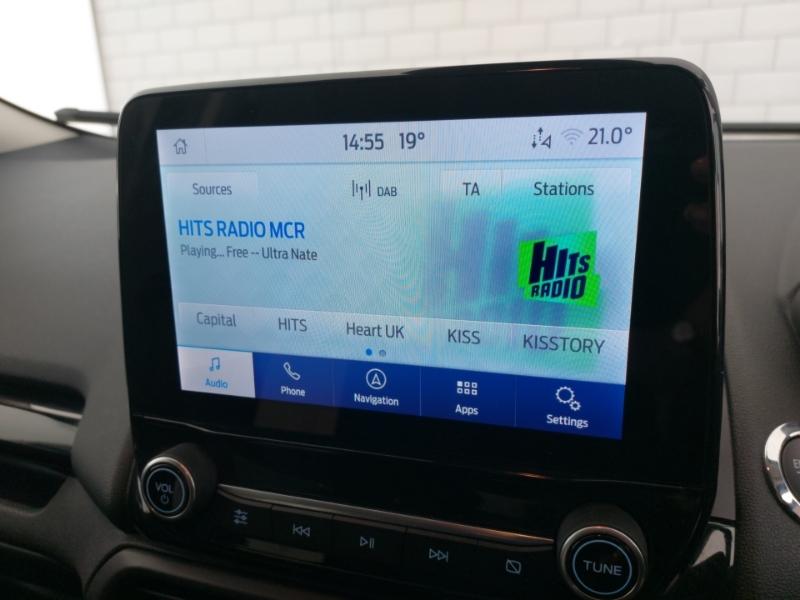 14:55 19° 21.0°
Sources DAB TA Stations
HITS RADIO MCR
Playing... Free -- Ultra Nate
HITS
RADIO
Capital HITS Heart UK KISS KISSTORY
Audio Phone Navigation Apps Settings
VOL
TUNE